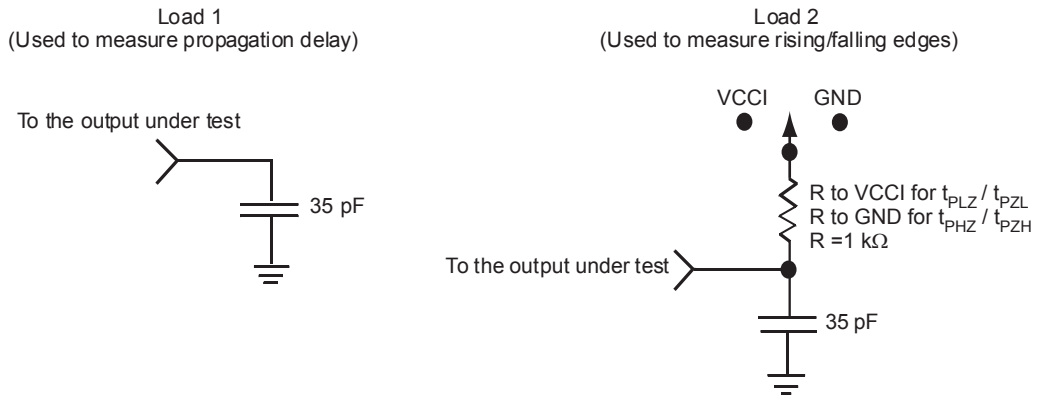 Load 1
(Used to measure propagation delay)
To the output under test
35 pF
Load 2
(Used to measure rising/falling edges)
VCCI GND
R to VCCI for tPLZ / tPZL
R to GND for tPHZ / tPZH
R =1 kΩ
To the output under test
35 pF